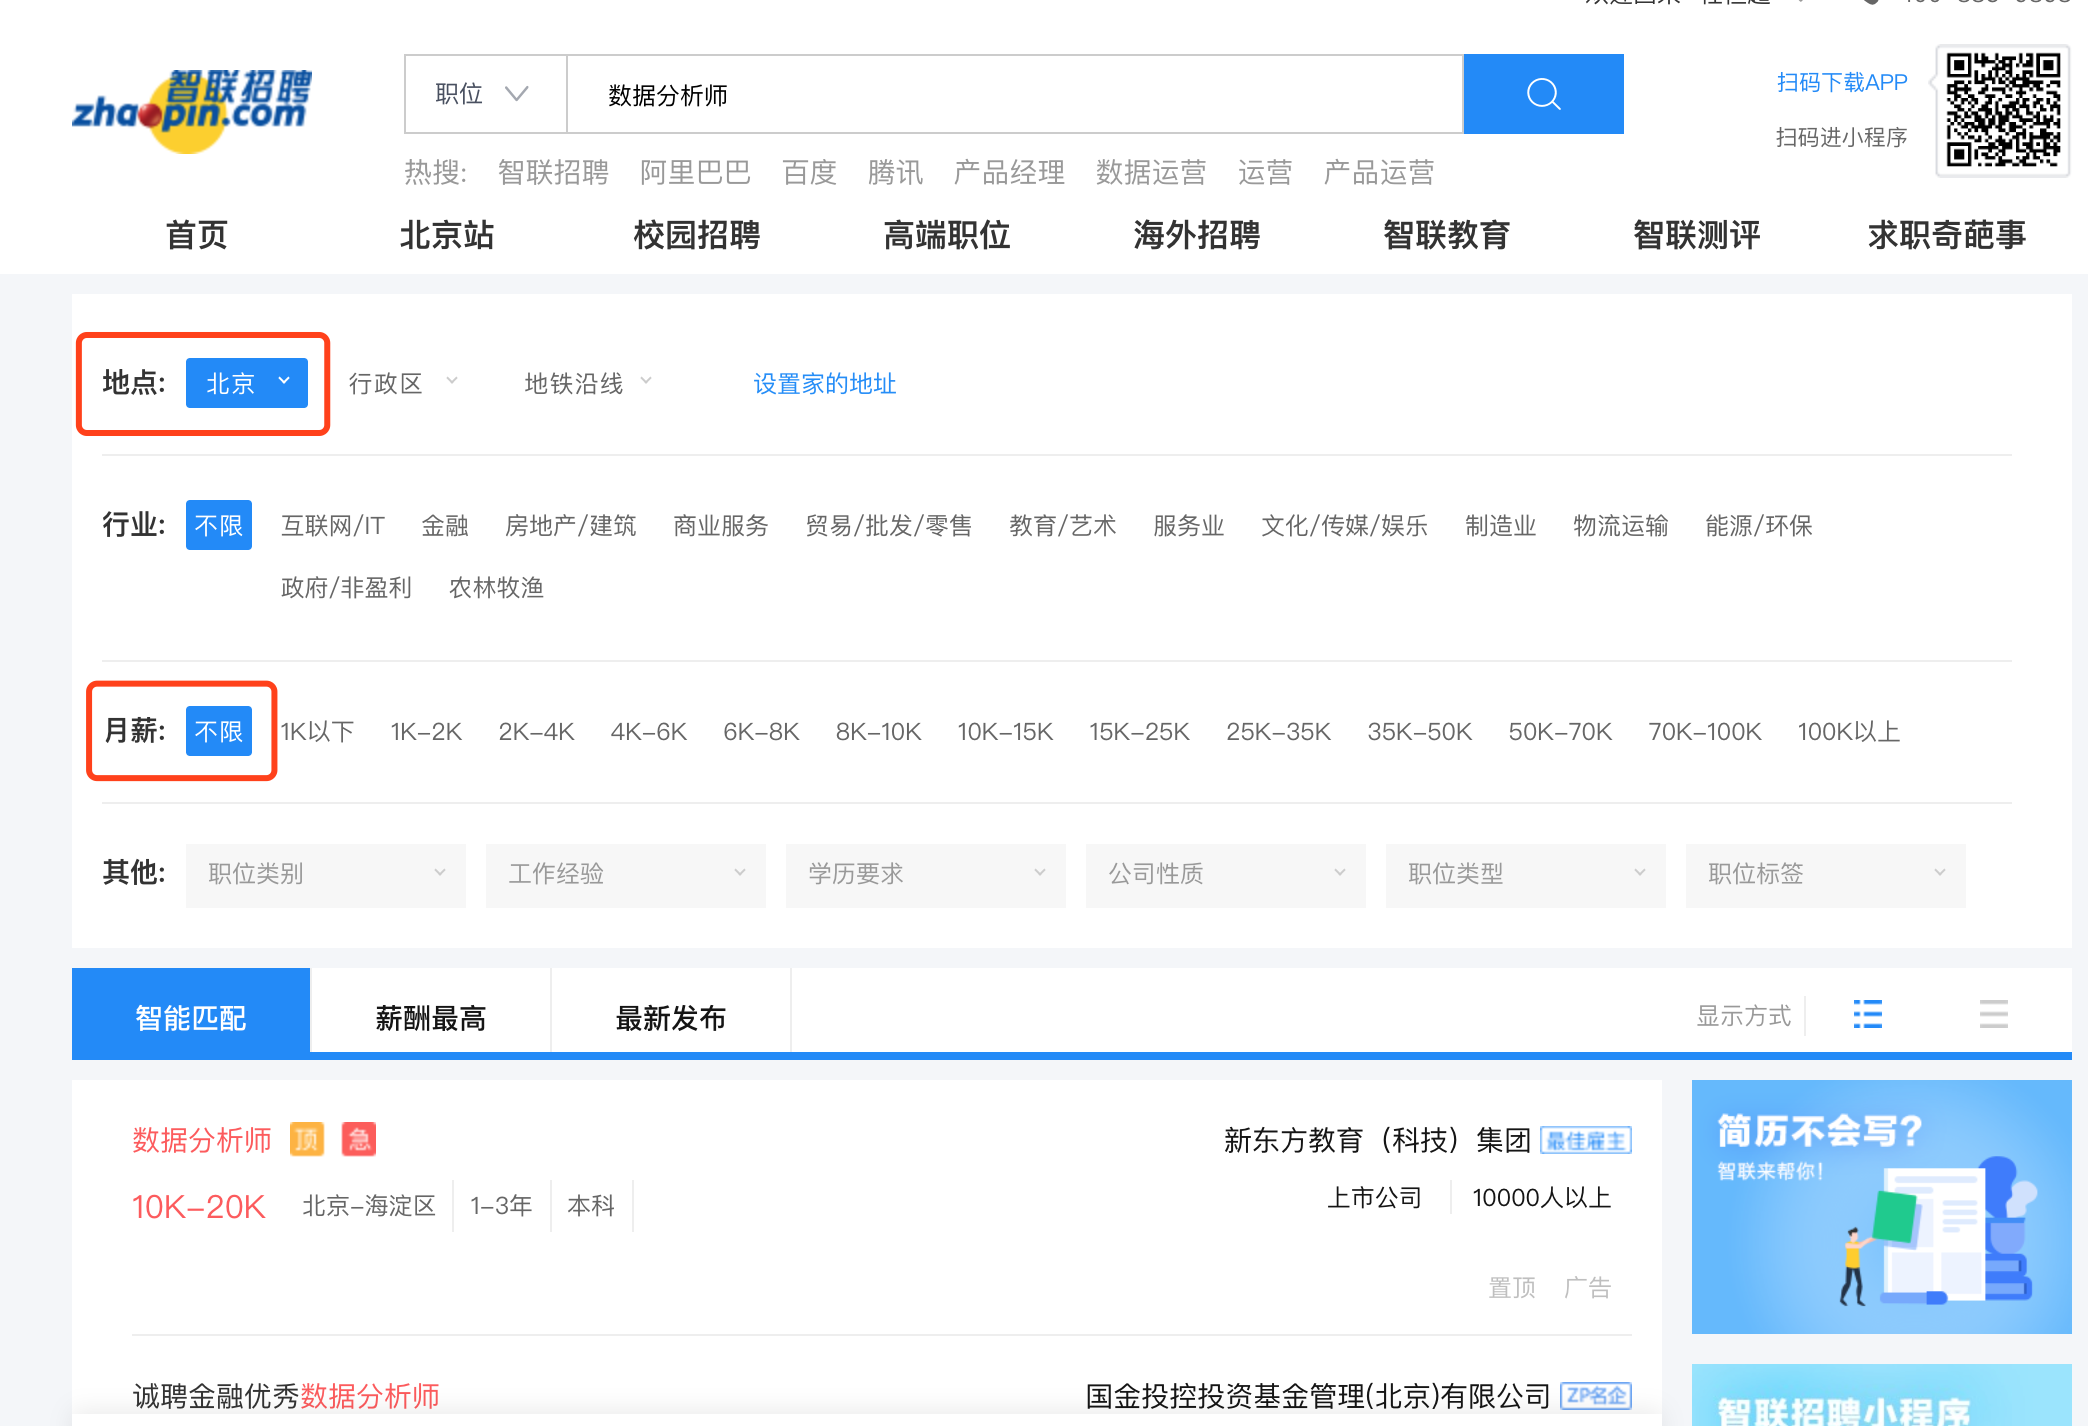 智联招聘
zhaopin.com
职位
数据分析师
扫码下载APP
扫码进小程序
热搜: 智联招聘 阿里巴巴 百度 腾讯 产品经理 数据运营 运营 产品运营
首页 北京站 校园招聘 高端职位 海外招聘 智联教育 智联测评 求职奇葩事
地点: 北京 行政区 地铁沿线 设置家的地址
行业: 不限 互联网/IT 金融 房地产/建筑 商业服务 贸易/批发/零售 教育/艺术 服务业 文化/传媒/娱乐 制造业 物流运输 能源/环保
政府/非盈利 农林牧渔
月薪: 不限 1K以下 1K-2K 2K-4K 4K-6K 6K-8K 8K-10K 10K-15K 15K-25K 25K-35K 35K-50K 50K-70K 70K-100K 100K以上
其他: 职位类别 工作经验 学历要求 公司性质 职位类型 职位标签
智能匹配 薪酬最高 最新发布 显示方式
数据分析师 顶 急 新东方教育（科技）集团 最佳雇主
10K-20K 北京-海淀区 1-3年 本科 上市公司 10000人以上
置顶 广告
诚聘金融优秀数据分析师 国金投控投资基金管理(北京)有限公司 ZP名企
简历不会写?
智联来帮你!
智联招聘小程序